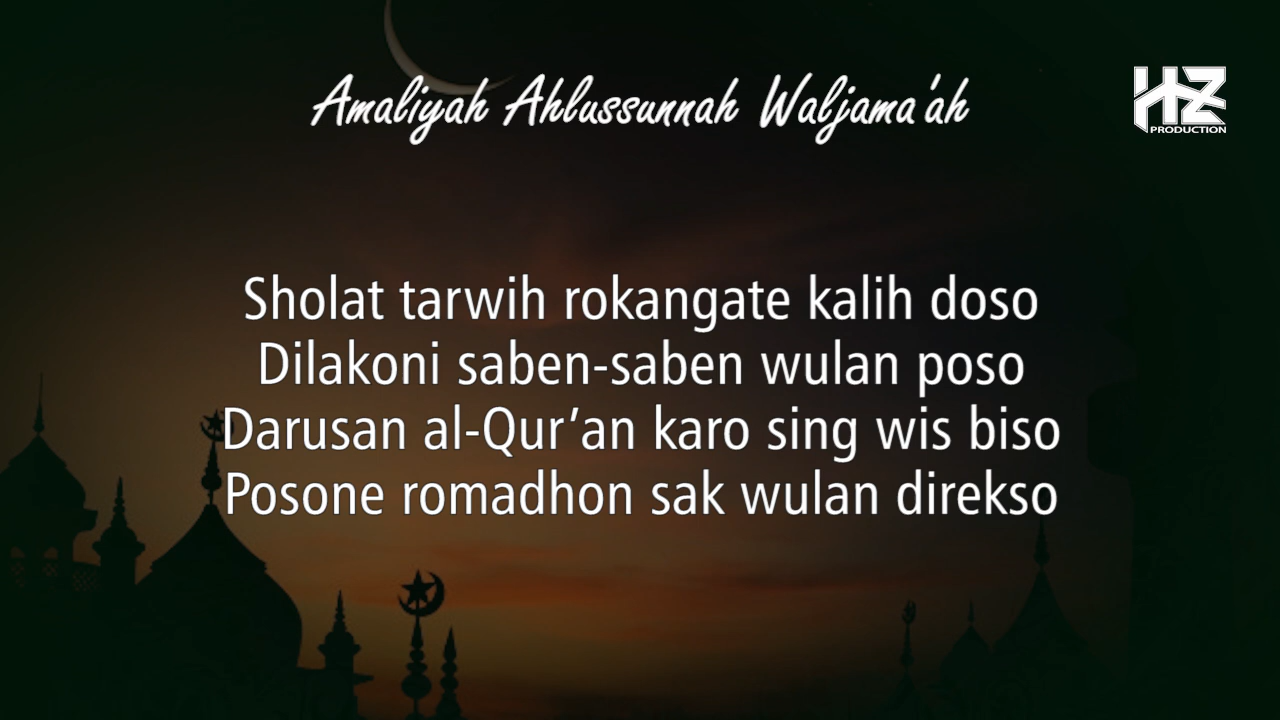 Amaliyah Ahlussunnah Waljama'ah
HZ
PRODUCTION
Sholat tarwih rokangate kalih doso
Dilakoni saben-saben wulan poso
Darusan al-Qur’an karo sing wis biso
Posone romadhon sak wulan direkso